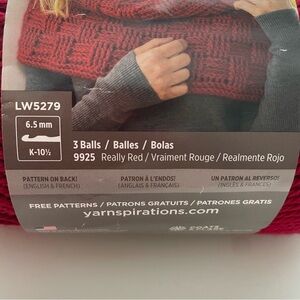 LW5279
6.5 mm
K-10½
3 Balls / Balles / Bolas
9925 Really Red / Vraiment Rouge / Realmente Rojo
PATTERN ON BACK! PATRON À L'ENDOS! UN PATRON AL REVERSO!
(ENGLISH & FRENCH) (ANGLAIS & FRANÇAIS) (INGLÉS & FRANCÉS)
FREE PATTERNS / PATRONS GRATUITS / PATRONES GRATIS
yarnspirations.com
COATS